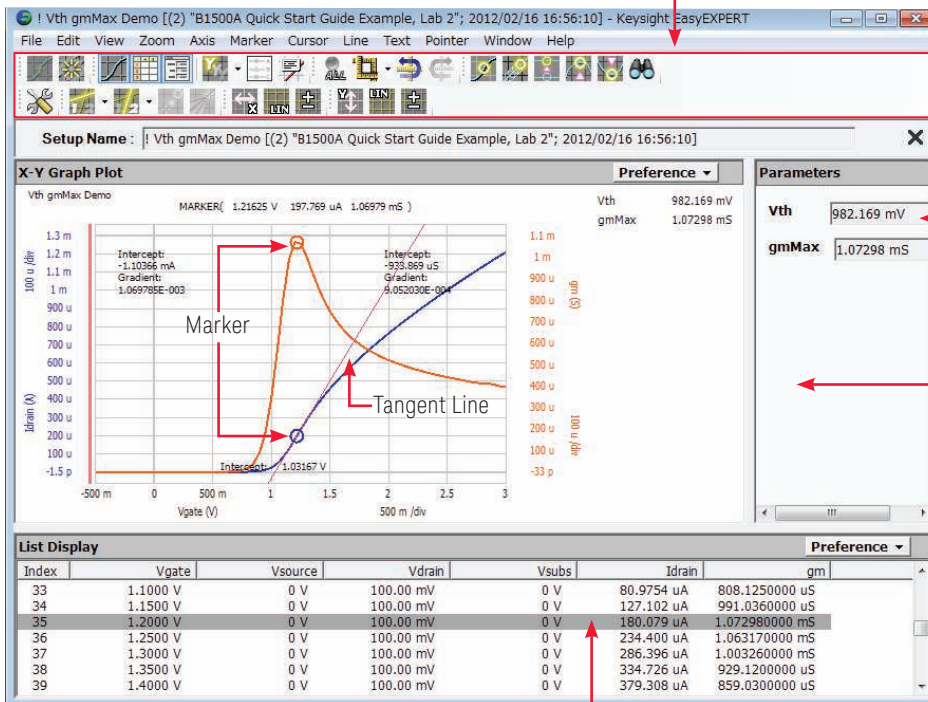 ! Vth gmMax Demo [(2) "B1500A Quick Start Guide Example, Lab 2"; 2012/02/16 16:56:10] - Keysight EasyEXPERT
File Edit View Zoom Axis Marker Cursor Line Text Pointer Window Help
ALL
X LIN Y LIN
Setup Name : ! Vth gmMax Demo [(2) "B1500A Quick Start Guide Example, Lab 2"; 2012/02/16 16:56:10]
X-Y Graph Plot Preference
Parameters
Vth gmMax Demo
MARKER( 1.21625 V 197.769 uA 1.06979 mS )
Vth 982.169 mV
gmMax 1.07298 mS
Vth 982.169 mV
gmMax 1.07298 mS
1.3 m
1.2 m
1.1 m
1 m
900 u
800 u
700 u
600 u
500 u
400 u
300 u
200 u
100 u
-1.5 p
100 u /div
Idrain (A)
Intercept:
-1.10366 mA
Gradient:
1.069785E-003
Intercept:
-933.869 uS
Gradient:
9.052030E-004
Marker
Tangent Line
Intercept: 1.03167 V
1.1 m
1 m
900 u
800 u
700 u
600 u
500 u
400 u
300 u
200 u
100 u
-33 p
gm (S)
100 u /div
-500 m 0 500 m 1 1.5 2 2.5 3
Vgate (V) 500 m /div
List Display Preference
Index Vgate Vsource Vdrain Vsubs Idrain gm
33 1.1000 V 0 V 100.00 mV 0 V 80.9754 uA 808.1250000 uS
34 1.1500 V 0 V 100.00 mV 0 V 127.102 uA 991.0360000 uS
35 1.2000 V 0 V 100.00 mV 0 V 180.079 uA 1.072980000 mS
36 1.2500 V 0 V 100.00 mV 0 V 234.400 uA 1.063170000 mS
37 1.3000 V 0 V 100.00 mV 0 V 286.396 uA 1.003260000 mS
38 1.3500 V 0 V 100.00 mV 0 V 334.726 uA 929.1200000 uS
39 1.4000 V 0 V 100.00 mV 0 V 379.308 uA 859.0300000 uS